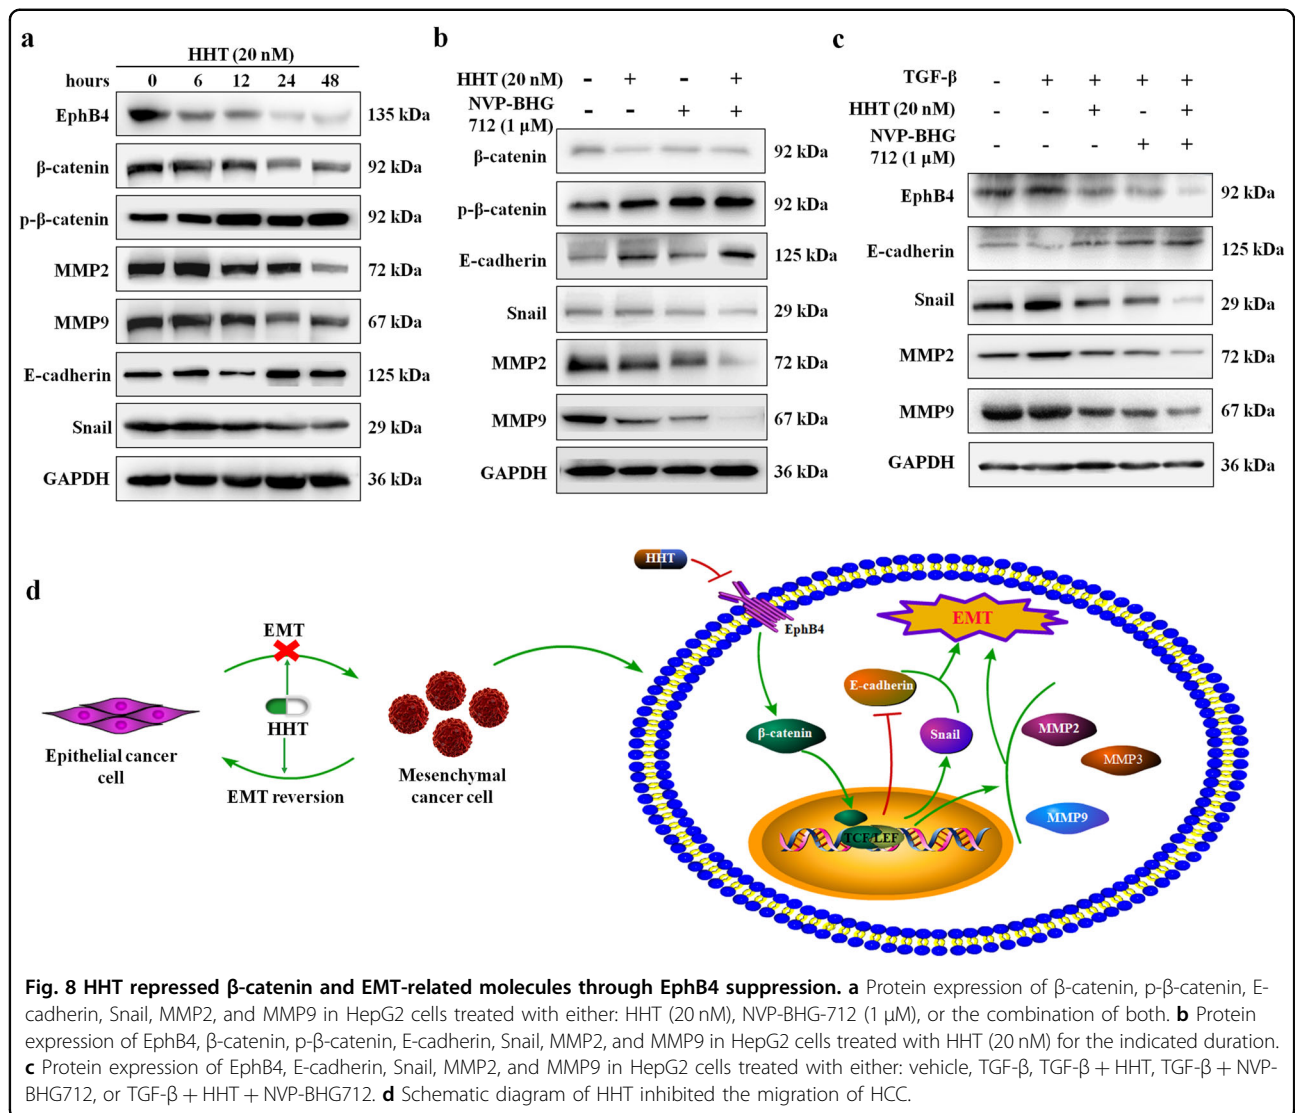 a
HHT (20 nM)
hours 0 6 12 24 48
EphB4 135 kDa
β-catenin 92 kDa
p-β-catenin 92 kDa
MMP2 72 kDa
MMP9 67 kDa
E-cadherin 125 kDa
Snail 29 kDa
GAPDH 36 kDa
b
HHT (20 nM) - + - +
NVP-BHG
712 (1 μM) - - + +
β-catenin 92 kDa
p-β-catenin 92 kDa
E-cadherin 125 kDa
Snail 29 kDa
MMP2 72 kDa
MMP9 67 kDa
GAPDH 36 kDa
c
TGF-β - + + + +
HHT (20 nM) - - + - +
NVP-BHG
712 (1 μM) - - - + +
EphB4 92 kDa
E-cadherin 125 kDa
Snail 29 kDa
MMP2 72 kDa
MMP9 67 kDa
GAPDH 36 kDa
d
EMT
HHT
Epithelial cancer
cell
EMT reversion
Mesenchymal
cancer cell
HHT
EphB4
EMT
E-cadherin
β-catenin
Snail
MMP2
MMP3
MMP9
TCF/LEF
Fig. 8 HHT repressed β-catenin and EMT-related molecules through EphB4 suppression. a Protein expression of β-catenin, p-β-catenin, E-
cadherin, Snail, MMP2, and MMP9 in HepG2 cells treated with either: HHT (20 nM), NVP-BHG-712 (1 μM), or the combination of both. b Protein
expression of EphB4, β-catenin, p-β-catenin, E-cadherin, Snail, MMP2, and MMP9 in HepG2 cells treated with HHT (20 nM) for the indicated duration.
c Protein expression of EphB4, E-cadherin, Snail, MMP2, and MMP9 in HepG2 cells treated with either: vehicle, TGF-β, TGF-β + HHT, TGF-β + NVP-
BHG712, or TGF-β + HHT + NVP-BHG712. d Schematic diagram of HHT inhibited the migration of HCC.